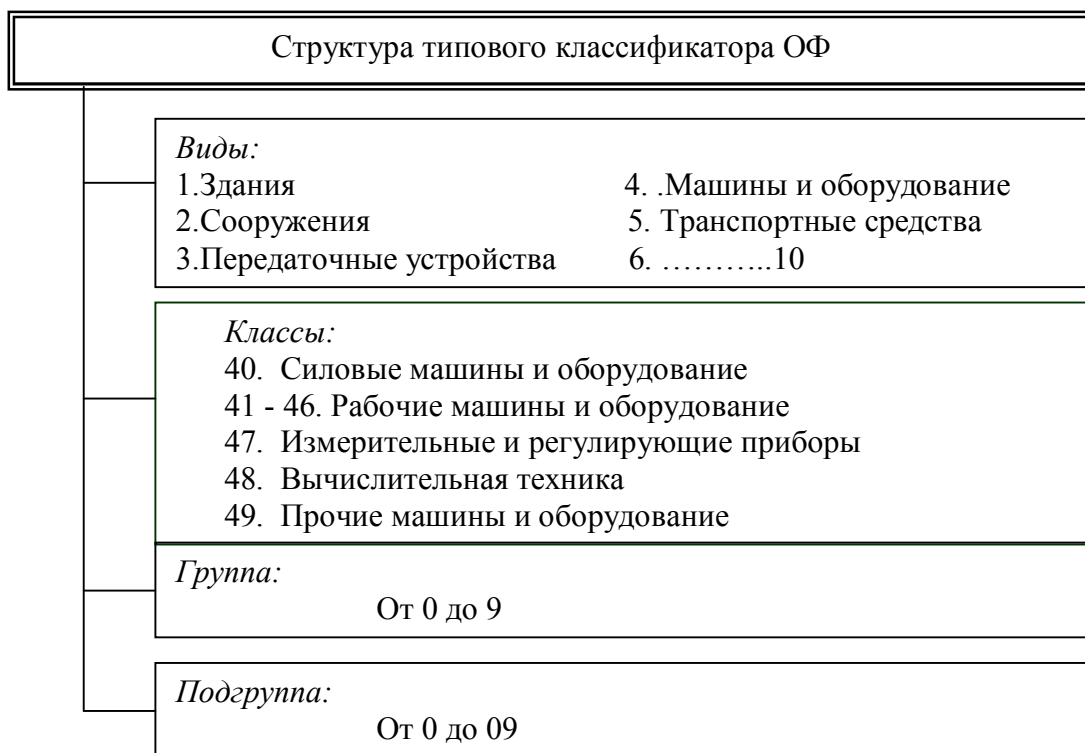 Структура типового классификатора ОФ
Виды:
1.Здания 4. .Машины и оборудование
2.Сооружения 5. Транспортные средства
3.Передаточные устройства 6. ………..10
Классы:
40. Силовые машины и оборудование
41 - 46. Рабочие машины и оборудование
47. Измерительные и регулирующие приборы
48. Вычислительная техника
49. Прочие машины и оборудование
Группа:
От 0 до 9
Подгруппа:
От 0 до 09